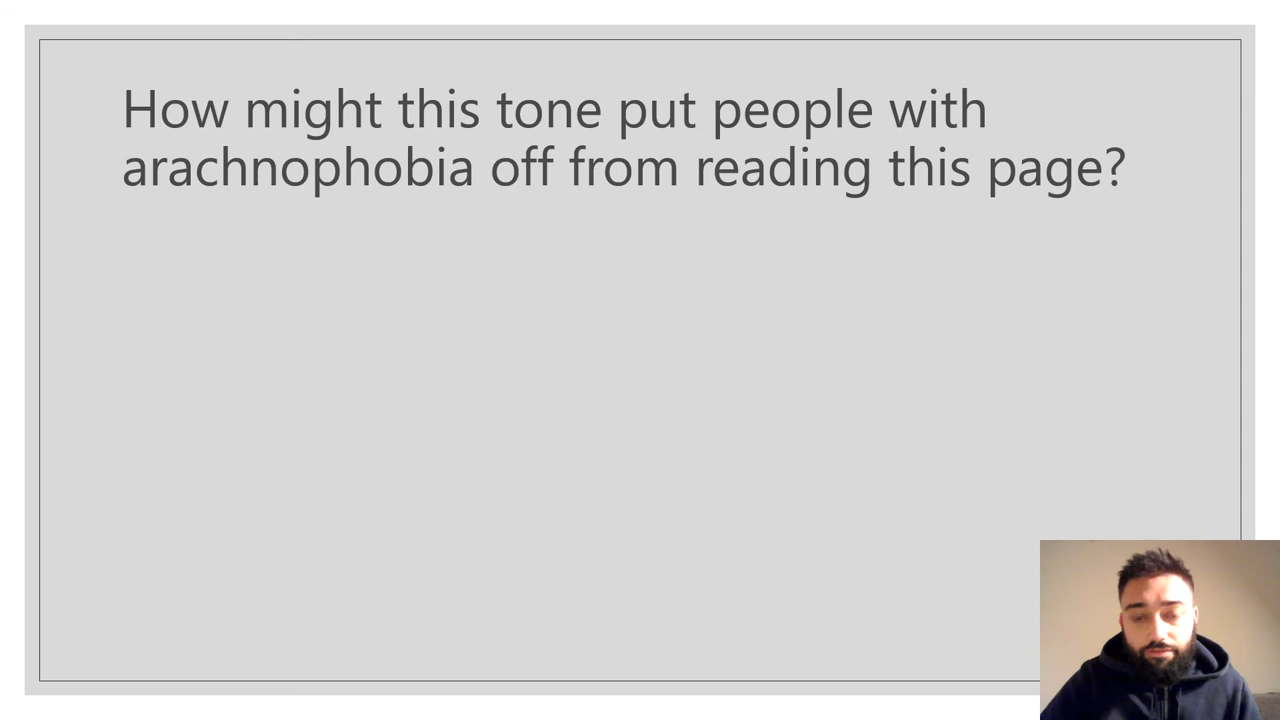 How might this tone put people with
arachnophobia off from reading this page?